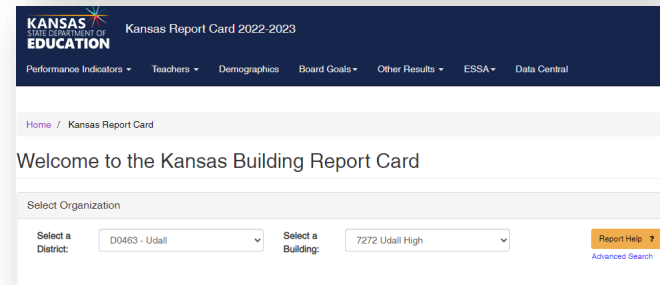 KANSAS
STATE DEPARTMENT OF
EDUCATION
Kansas Report Card 2022-2023
Performance Indicators Teachers Demographics Board Goals Other Results ESSA Data Central
Home / Kansas Report Card
Welcome to the Kansas Building Report Card
Select Organization
Select a District: D0463 - Udall Select a Building: 7272 Udall High Report Help ?
Advanced Search